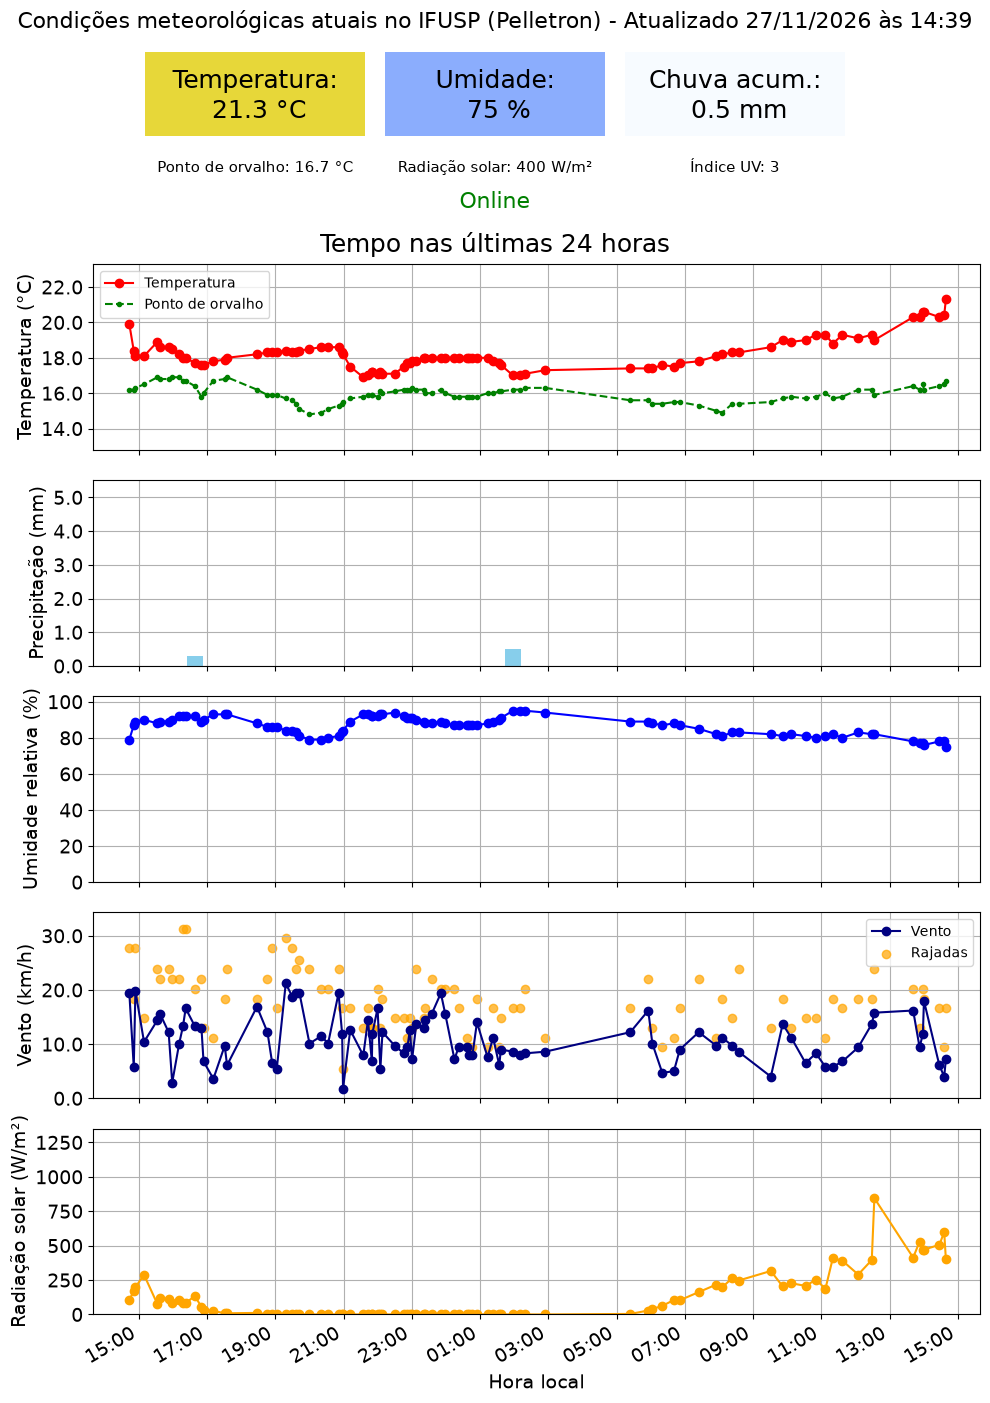 Condições meteorológicas atuais no IFUSP (Pelletron) - Atualizado 27/11/2026 às 14:39
Temperatura:
21.3 °C
Umidade:
75 %
Chuva acum.:
0.5 mm
Ponto de orvalho: 16.7 °C
Radiação solar: 400 W/m²
Índice UV: 3
Online
Tempo nas últimas 24 horas
Temperatura (°C)
22.0
20.0
18.0
16.0
14.0
Temperatura
Ponto de orvalho
Precipitação (mm)
5.0
4.0
3.0
2.0
1.0
0.0
Umidade relativa (%)
100
80
60
40
20
0
Vento (km/h)
30.0
20.0
10.0
0.0
Vento
Rajadas
Radiação solar (W/m²)
1250
1000
750
500
250
0
15:00
17:00
19:00
21:00
23:00
01:00
03:00
05:00
07:00
09:00
11:00
13:00
15:00
Hora local